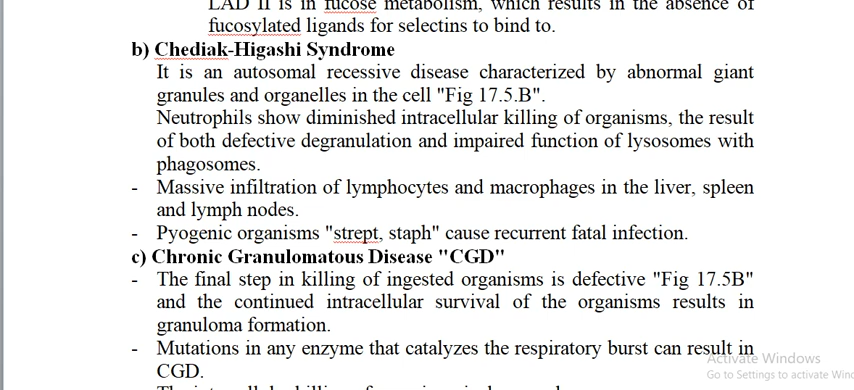 LAD II is in fucose metabolism, which results in the absence of
fucosylated ligands for selectins to bind to.
b) Chediak-Higashi Syndrome
It is an autosomal recessive disease characterized by abnormal giant
granules and organelles in the cell "Fig 17.5.B".
Neutrophils show diminished intracellular killing of organisms, the result
of both defective degranulation and impaired function of lysosomes with
phagosomes.
- Massive infiltration of lymphocytes and macrophages in the liver, spleen
and lymph nodes.
- Pyogenic organisms "strept, staph" cause recurrent fatal infection.
c) Chronic Granulomatous Disease "CGD"
- The final step in killing of ingested organisms is defective "Fig 17.5B"
and the continued intracellular survival of the organisms results in
granuloma formation.
- Mutations in any enzyme that catalyzes the respiratory burst can result in
CGD.
Activate Windows
Go to Settings to activate Wind